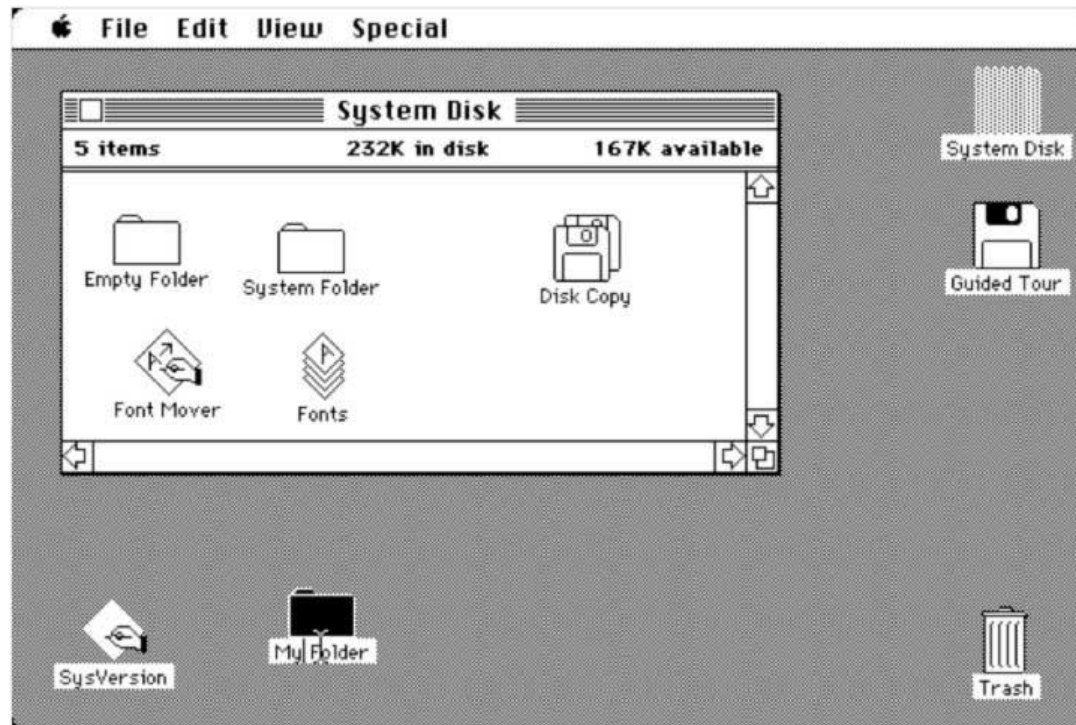 File Edit View Special
System Disk
5 items 232K in disk 167K available
Empty Folder
System Folder
Disk Copy
Font Mover
Fonts
System Disk
Guided Tour
SysVersion
My Folder
Trash